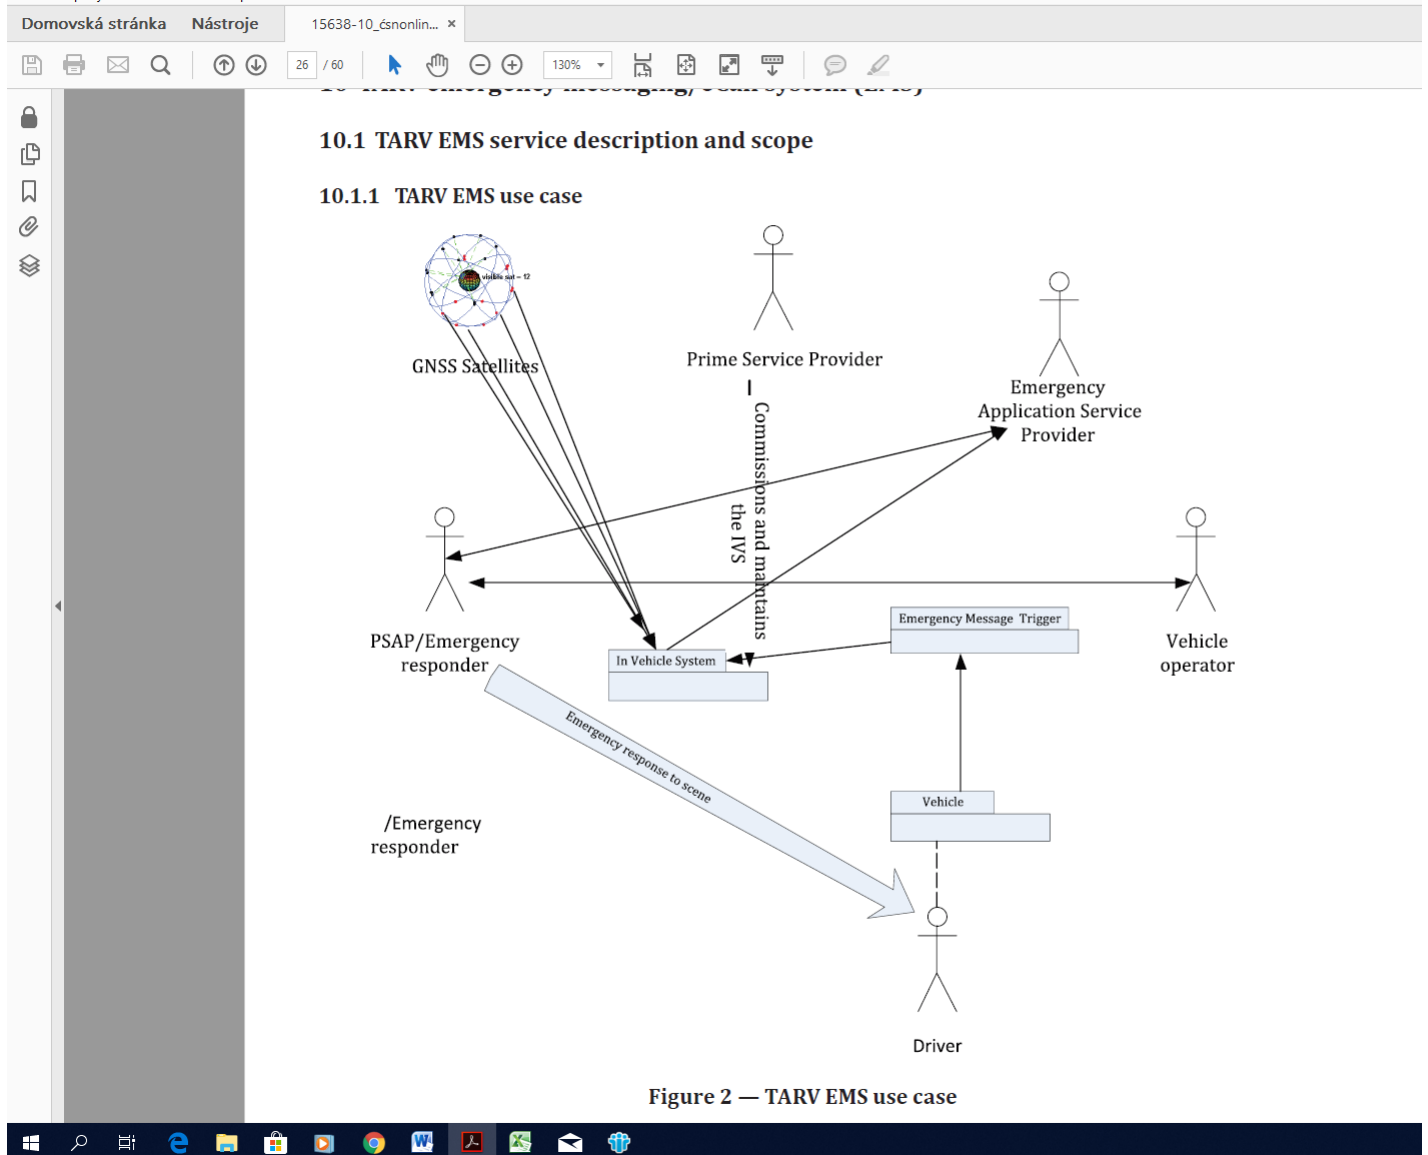 Domovská stránka
Nástroje
15638-10_čsnonlin... ×
26 / 60
130%
10.1 TARV EMS service description and scope
10.1.1 TARV EMS use case
visible sat = 12
GNSS Satellites
Prime Service Provider
Emergency
Application Service
Provider
Commissions and maintains
the IVS
PSAP/Emergency
responder
Vehicle
operator
Emergency Message Trigger
In Vehicle System
Emergency response to scene
Vehicle
/Emergency
responder
Driver
Figure 2 — TARV EMS use case